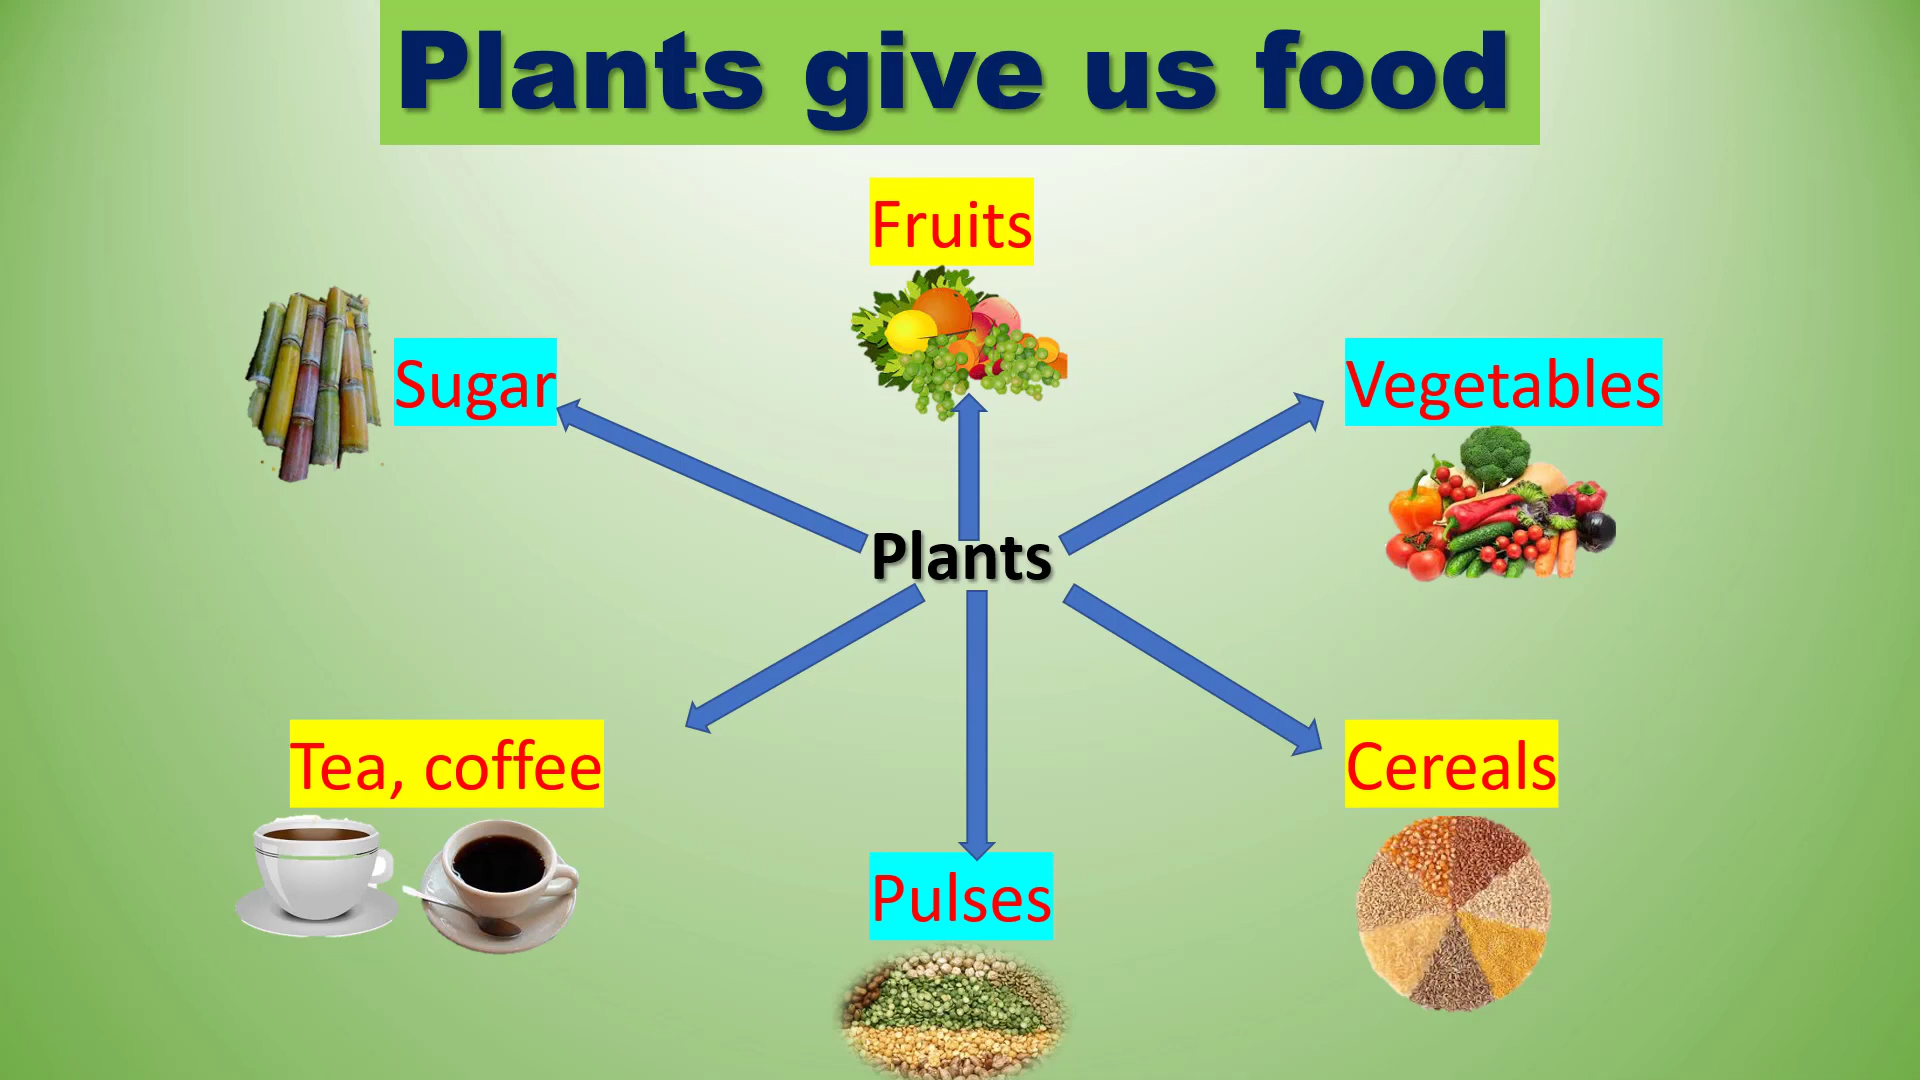 Plants give us food
Fruits
Sugar
Vegetables
Plants
Tea, coffee
Cereals
Pulses